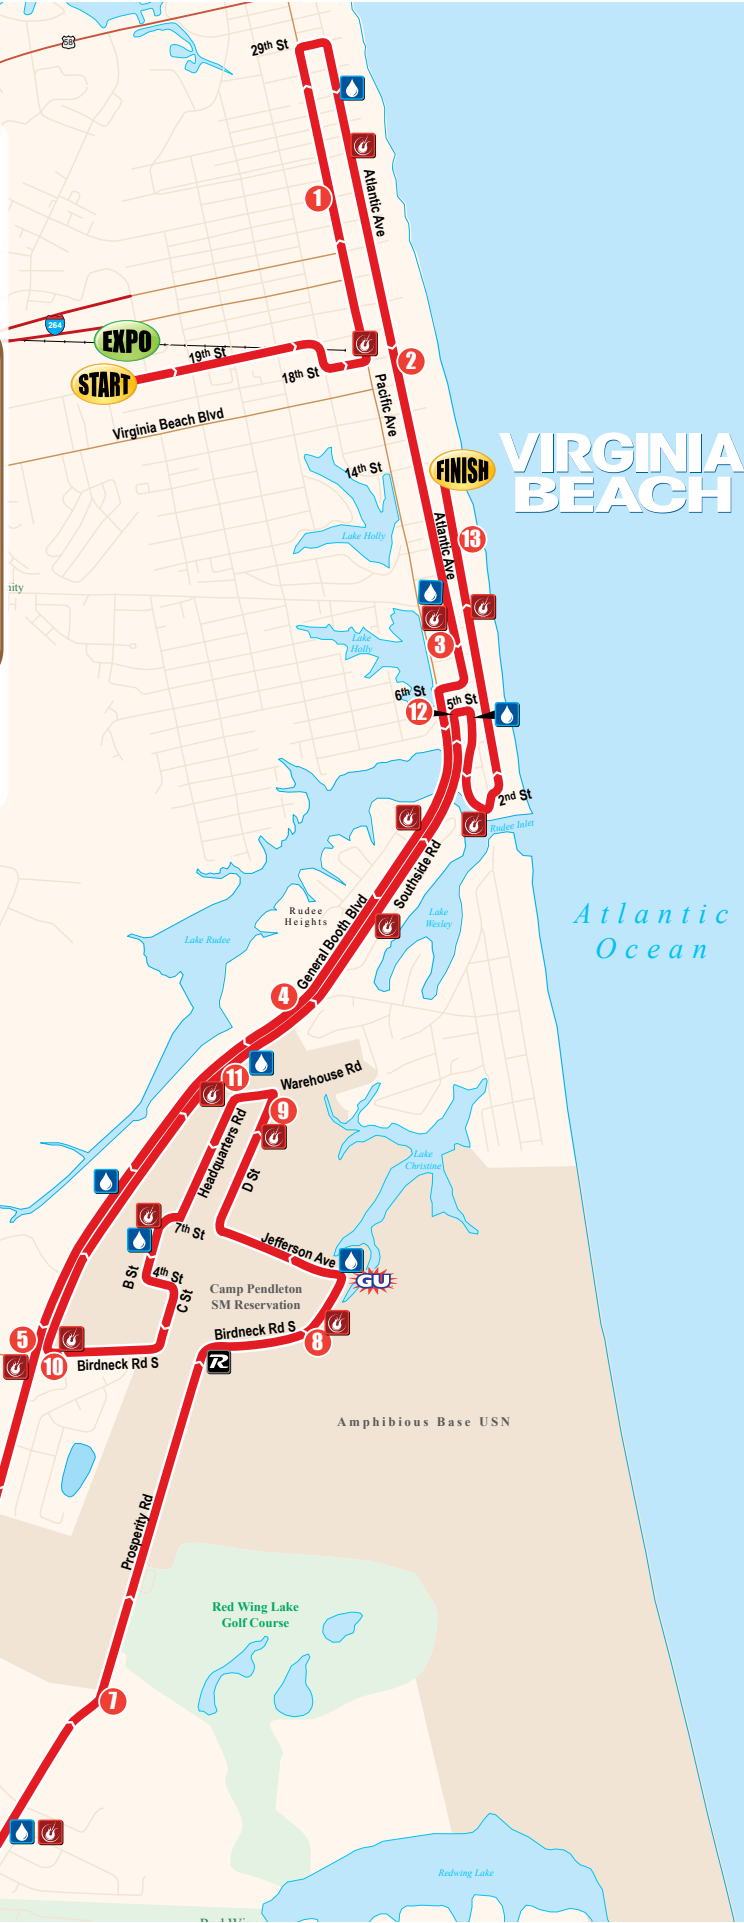 58
29th St
Atlantic Ave
1
264
EXPO
19th St
START
18th St
2
Pacific Ave
Virginia Beach Blvd
VIRGINIA
BEACH
14th St
FINISH
Lake Holly
Atlantic Ave
13
nity
Lake
Holly
3
6th St
5th St
12
2nd St
Rudee Inlet
Southside Rd
General Booth Blvd
Rudee
Heights
Lake
Wesley
Atlantic
Ocean
Lake Rudee
4
11
Warehouse Rd
9
Headquarters Rd
D St
Lake
Christine
7th St
Jefferson Ave
B St
4th St
C St
GU
Camp Pendleton
SM Reservation
Birdneck Rd S
8
5
10
Birdneck Rd S
R
Amphibious Base USN
Prosperity Rd
Red Wing Lake
Golf Course
7
Redwing Lake